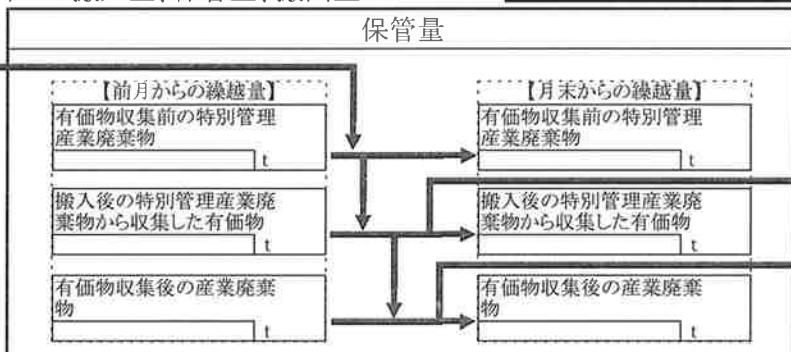 保管量
【前月からの繰越量】
有価物収集前の特別管理
産業廃棄物
t
搬入後の特別管理産業廃
棄物から収集した有価物
t
有価物収集後の産業廃棄
物
t
【月末からの繰越量】
有価物収集前の特別管理
産業廃棄物
t
搬入後の特別管理産業廃
棄物から収集した有価物
t
有価物収集後の産業廃棄
物
t